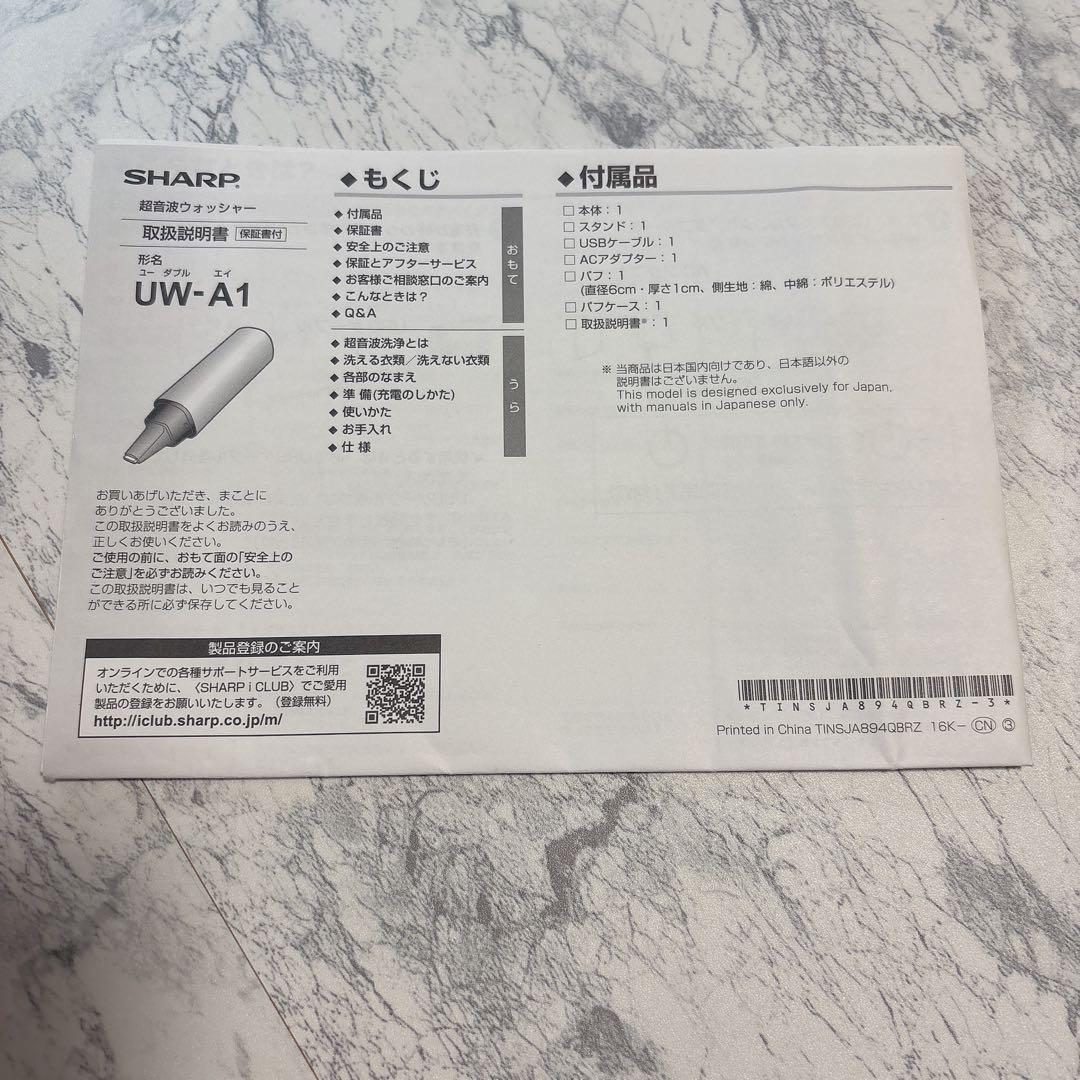 SHARP®
超音波ウォッシャー
取扱説明書 保証書付
形名
ユー ダブル エイ
UW-A1
お買いあげいただき、まことに
ありがとうございました。
この取扱説明書をよくお読みのうえ、
正しくお使いください。
ご使用の前に、おもて面の「安全上の
ご注意」を必ずお読みください。
この取扱説明書は、いつでも見ること
ができる所に必ず保存してください。
製品登録のご案内
オンラインでの各種サポートサービスをご利用
いただくために、〈SHARP i CLUB〉でご愛用
製品の登録をお願いいたします。(登録無料)
http://iclub.sharp.co.jp/m/
◆もくじ
◆ 付属品
◆ 保証書
◆ 安全上のご注意
◆ 保証とアフターサービス
◆ お客様ご相談窓口のご案内
◆ こんなときは?
◆ Q&A
おもて
◆ 超音波洗浄とは
◆ 洗える衣類/洗えない衣類
◆ 各部のなまえ
◆ 準 備(充電のしかた)
◆ 使いかた
◆ お手入れ
◆ 仕 様
うら
◆付属品
□ 本体:1
□ スタンド:1
□ USBケーブル:1
□ ACアダプター:1
□ パフ:1
(直径6cm・厚さ1cm、側生地:綿、中綿:ポリエステル)
□ パフケース:1
□ 取扱説明書※:1
※ 当商品は日本国内向けであり、日本語以外の
説明書はございません。
This model is designed exclusively for Japan,
with manuals in Japanese only.
*TINSJA894QBRZ-3*
Printed in China TINSJA894QBRZ 16K- CN ③